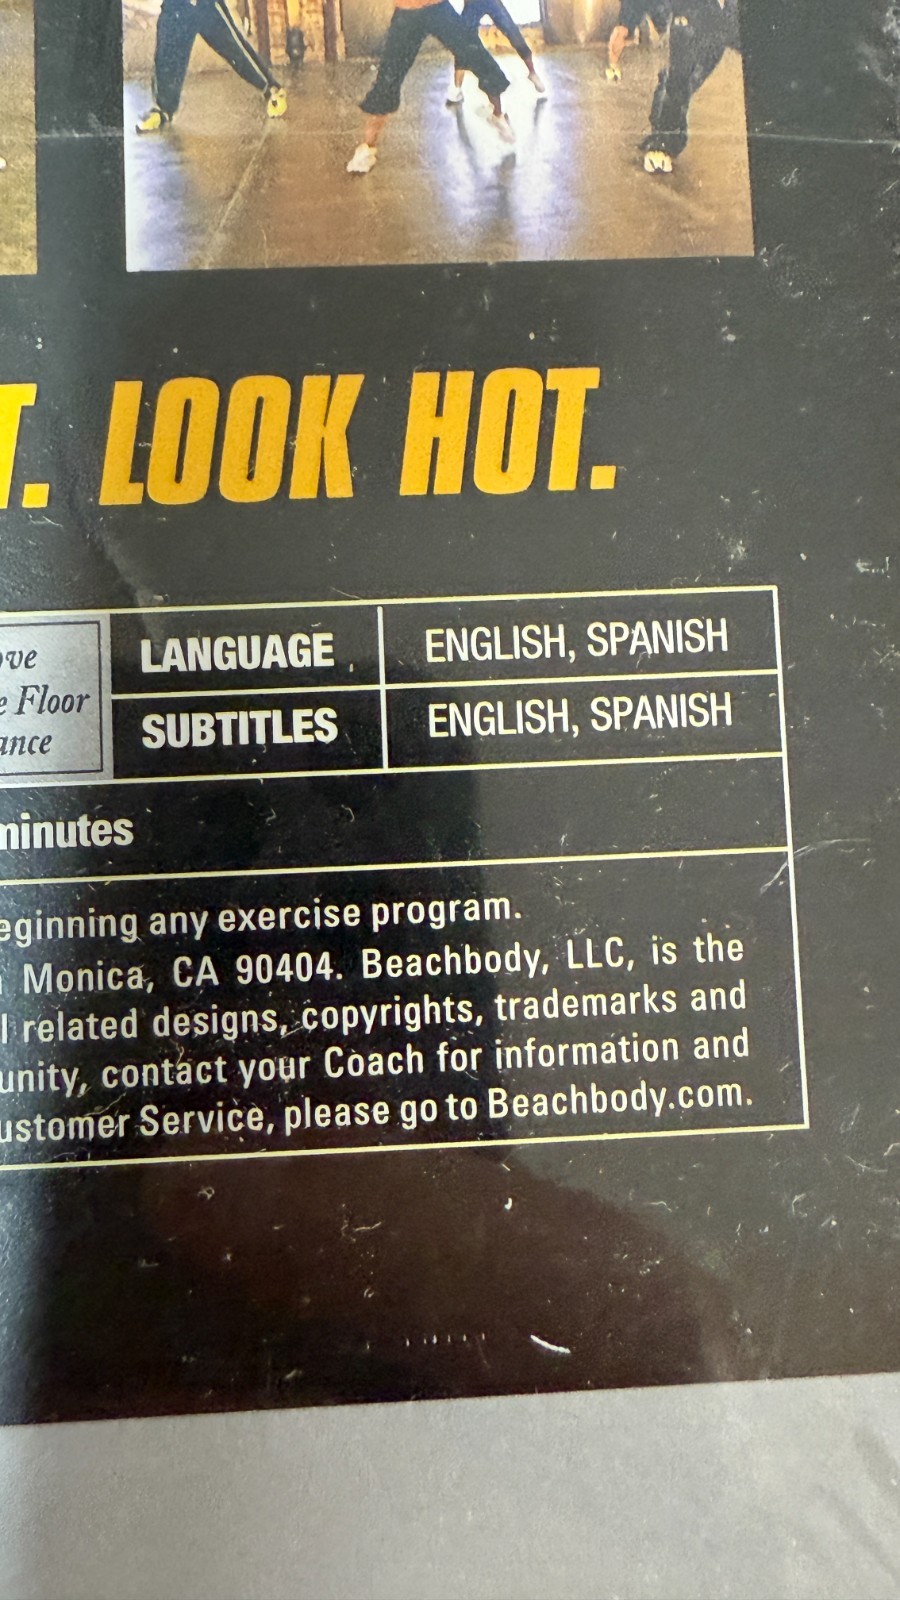 . LOOK HOT.
ve
Floor
LANGUAGE
ENGLISH, SPANISH
SUBTITLES
ENGLISH, SPANISH
minutes
eginning any exercise program.
Monica, CA 90404. Beachbody, LLC, is the
related designs, copyrights, trademarks and
unity, contact your Coach for information and
ustomer Service, please go to Beachbody.com.